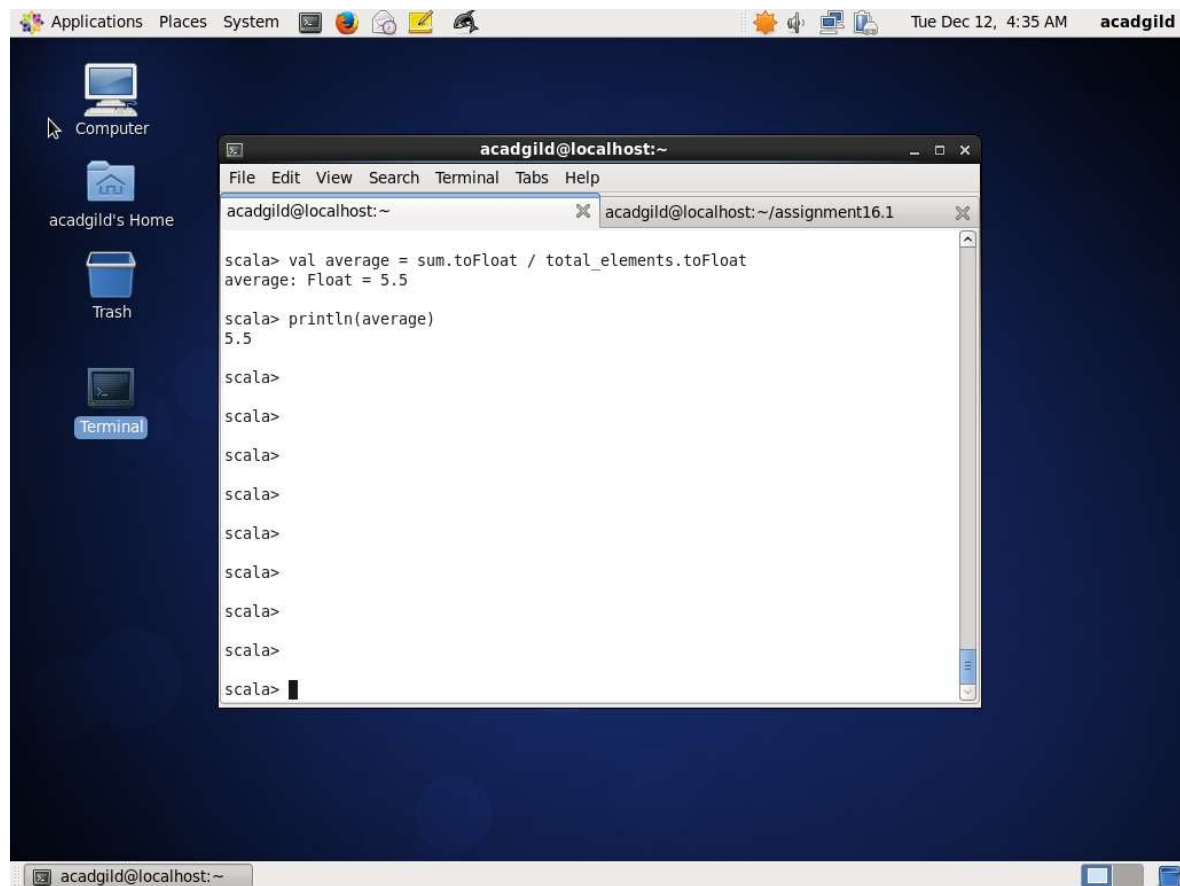 Applications Places System
Tue Dec 12, 4:35 AM acadgild
Computer
acadgild's Home
Trash
Terminal
acadgild@localhost:~
File Edit View Search Terminal Tabs Help
acadgild@localhost:~
acadgild@localhost:~/assignment16.1
scala> val average = sum.toFloat / total_elements.toFloat
average: Float = 5.5
scala> println(average)
5.5
scala>
scala>
scala>
scala>
scala>
scala>
scala>
scala>
scala>
acadgild@localhost:~